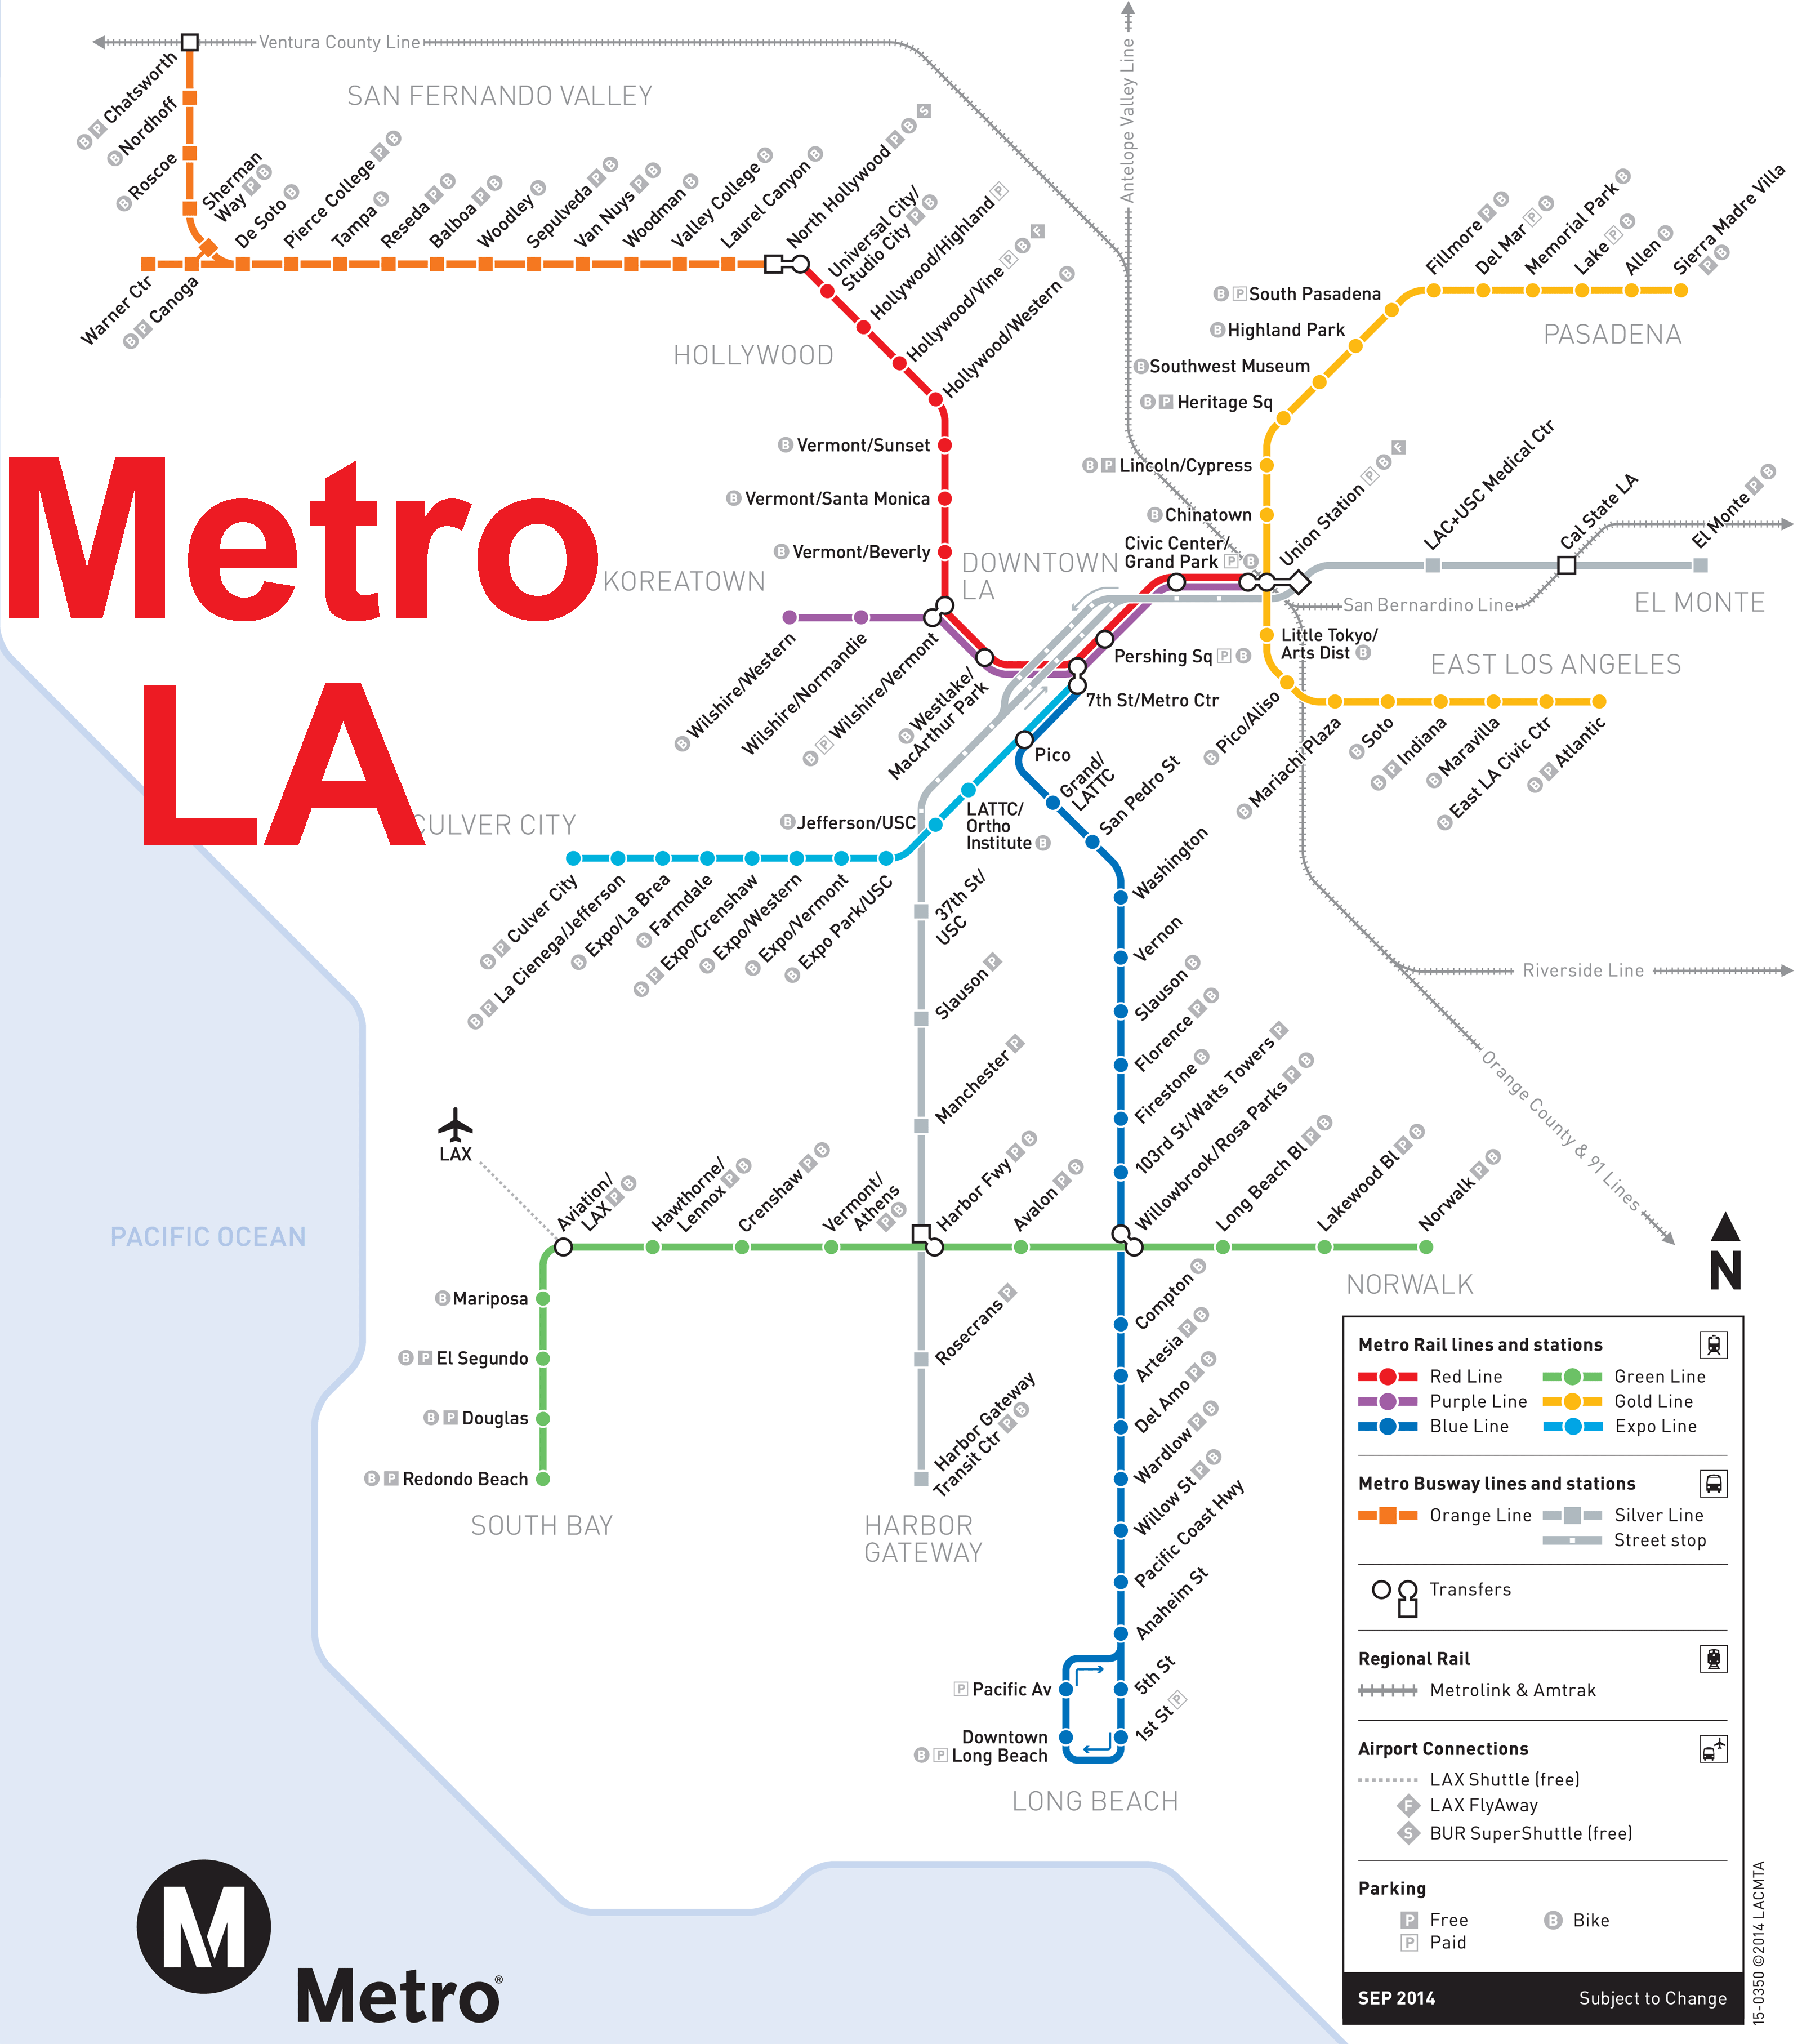 Ventura County Line
Antelope Valley Line
SAN FERNANDO VALLEY
B P Chatsworth
B Nordhoff
B Roscoe
Sherman
Way P B
De Soto B
Pierce College P B
Tampa B
Reseda P B
Balboa P B
Woodley B
Sepulveda P B
Van Nuys P B
Woodman B
Valley College B
Laurel Canyon B
North Hollywood P B S
Warner Ctr
B P Canoga
Universal City/
Studio City P B
Hollywood/Highland P
Hollywood/Vine P B F
Hollywood/Western B
HOLLYWOOD
Fillmore P B
Del Mar P B
Memorial Park B
Lake P B
Allen B
Sierra Madre Villa
P B
B P South Pasadena
B Highland Park
PASADENA
B Southwest Museum
B P Heritage Sq
B P Lincoln/Cypress
B Chinatown
Metro
LA
B Vermont/Sunset
B Vermont/Santa Monica
B Vermont/Beverly
KOREATOWN
DOWNTOWN
LA
Civic Center/
Grand Park P B
Union Station P B F
LAC+USC Medical Ctr
Cal State LA
El Monte P B
San Bernardino Line
EL MONTE
B Wilshire/Western
Wilshire/Normandie
B P Wilshire/Vermont
B Westlake/
MacArthur Park
Pershing Sq P B
7th St/Metro Ctr
Little Tokyo/
Arts Dist B
EAST LOS ANGELES
B Pico/Aliso
B Mariachi Plaza
B Soto
B P Indiana
B Maravilla
B East LA Civic Ctr
B P Atlantic
Pico
Grand/
LATTC
San Pedro St
Washington
Vernon
Slauson B
Florence P B
Firestone B
103rd St/Watts Towers P
Willowbrook/Rosa Parks P B
CULVER CITY
B Jefferson/USC
LATTC/
Ortho
Institute B
B P Culver City
B P La Cienega/Jefferson
B Expo/La Brea
B Farmdale
B P Expo/Crenshaw
B Expo/Western
B Expo/Vermont
B Expo Park/USC
37th St/
USC
Slauson P
Manchester P
Riverside Line
Orange County & 91 Lines
LAX
PACIFIC OCEAN
Aviation/
LAX P B
Hawthorne/
Lennox P B
Crenshaw P B
Vermont/
Athens
P B
Harbor Fwy P B
Avalon P B
Long Beach Bl P B
Lakewood Bl P B
Norwalk P B
NORWALK
N
B Mariposa
B P El Segundo
B P Douglas
B P Redondo Beach
SOUTH BAY
Rosecrans P
Harbor Gateway
Transit Ctr P B
HARBOR
GATEWAY
Compton B
Artesia P B
Del Amo P B
Wardlow P B
Willow St P B
Pacific Coast Hwy
Anaheim St
P Pacific Av
5th St
Downtown
B P Long Beach
1st St P
LONG BEACH
Metro Rail lines and stations
Red Line
Green Line
Purple Line
Gold Line
Blue Line
Expo Line
Metro Busway lines and stations
Orange Line
Silver Line
Street stop
Transfers
Regional Rail
Metrolink & Amtrak
Airport Connections
LAX Shuttle (free)
F LAX FlyAway
S BUR SuperShuttle (free)
Parking
P Free
B Bike
P Paid
SEP 2014
Subject to Change
15-0350 ©2014 LACMTA
M
Metro®